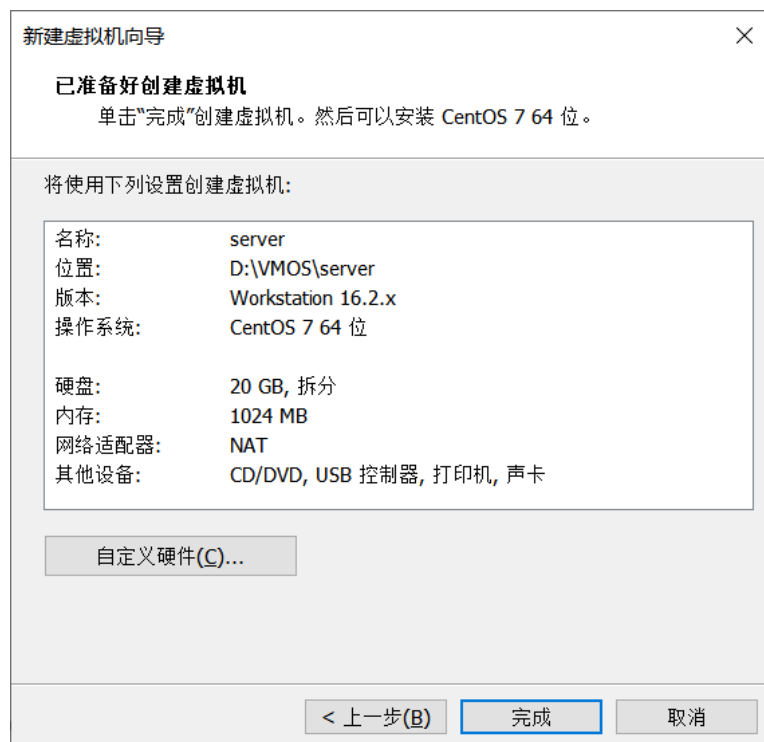 新建虚拟机向导
已准备好创建虚拟机
单击“完成”创建虚拟机。然后可以安装 CentOS 7 64 位。
将使用下列设置创建虚拟机:
名称: server
位置: D:\VMOS\server
版本: Workstation 16.2.x
操作系统: CentOS 7 64 位
硬盘: 20 GB, 拆分
内存: 1024 MB
网络适配器: NAT
其他设备: CD/DVD, USB 控制器, 打印机, 声卡
自定义硬件(C)...
< 上一步(B) 完成 取消